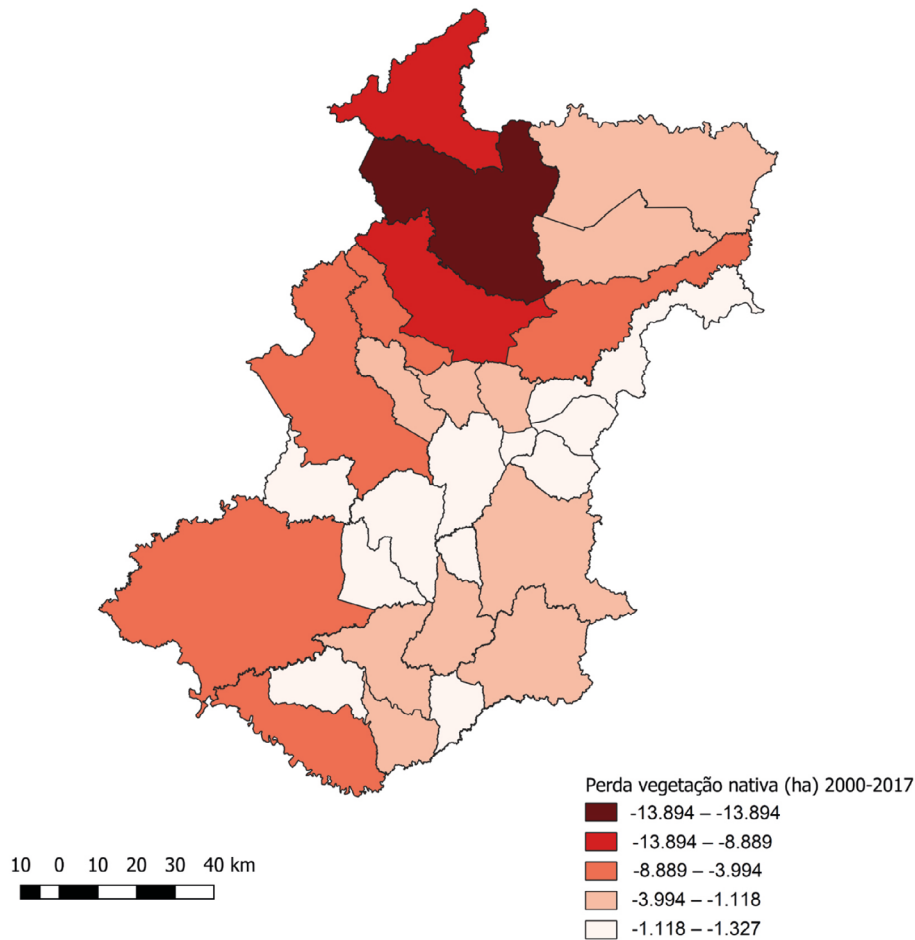 Perda vegetação nativa (ha) 2000-2017
-13.894 – -13.894
-13.894 – -8.889
-8.889 – -3.994
-3.994 – -1.118
-1.118 – -1.327
10 0 10 20 30 40 km